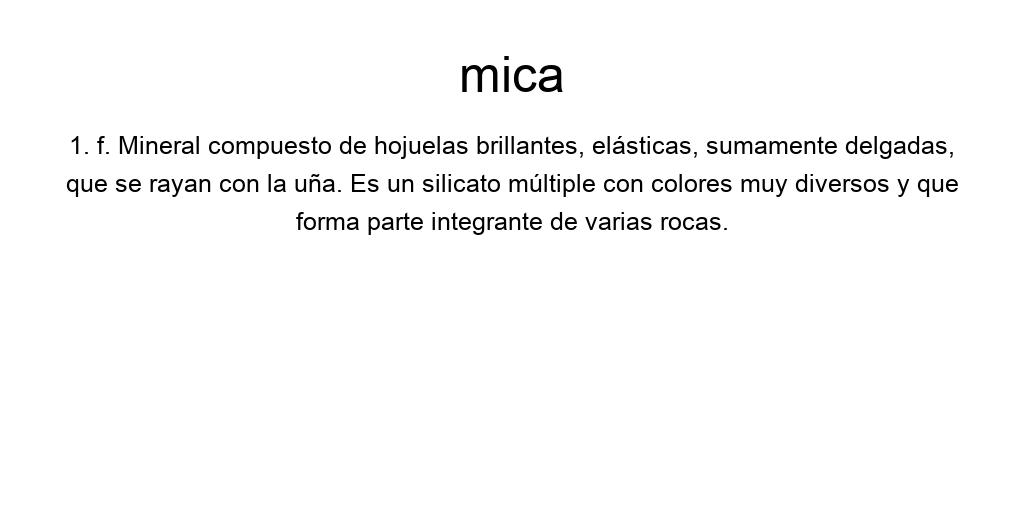 mica
1. f. Mineral compuesto de hojuelas brillantes, elásticas, sumamente delgadas,
que se rayan con la uña. Es un silicato múltiple con colores muy diversos y que
forma parte integrante de varias rocas.